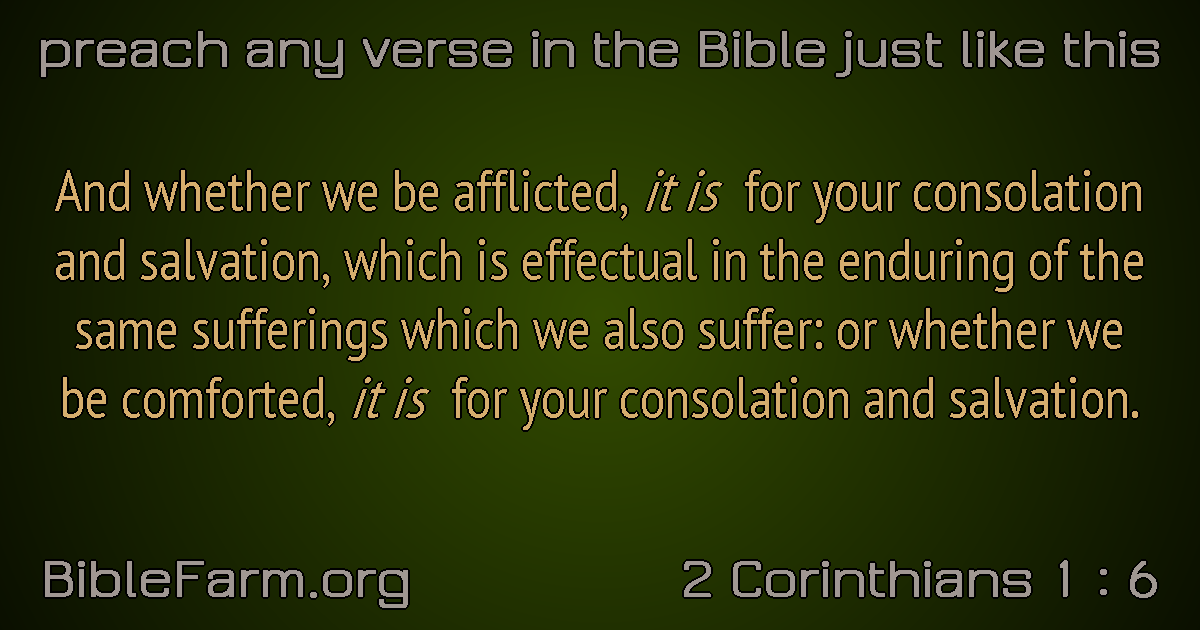 preach any verse in the Bible just like this
And whether we be afflicted, it is for your consolation
and salvation, which is effectual in the enduring of the
same sufferings which we also suffer: or whether we
be comforted, it is for your consolation and salvation.
BibleFarm.org
2 Corinthians 1 : 6